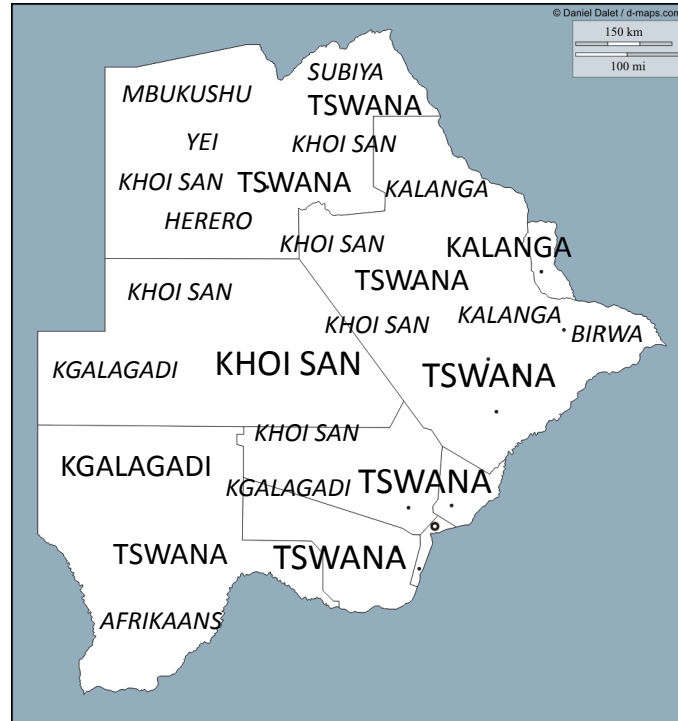 © Daniel Dalet / d-maps.com
150 km
100 mi
SUBIYA
MBUKUSHU
TSWANA
YEI
KHOI SAN
KHOI SAN
TSWANA
KALANGA
HERERO
KHOI SAN
KALANGA
TSWANA
KHOI SAN
KALANGA
KHOI SAN
BIRWA
KGALAGADI
KHOI SAN
TSWANA
KHOI SAN
KGALAGADI
KGALAGADI
TSWANA
TSWANA
TSWANA
AFRIKAANS